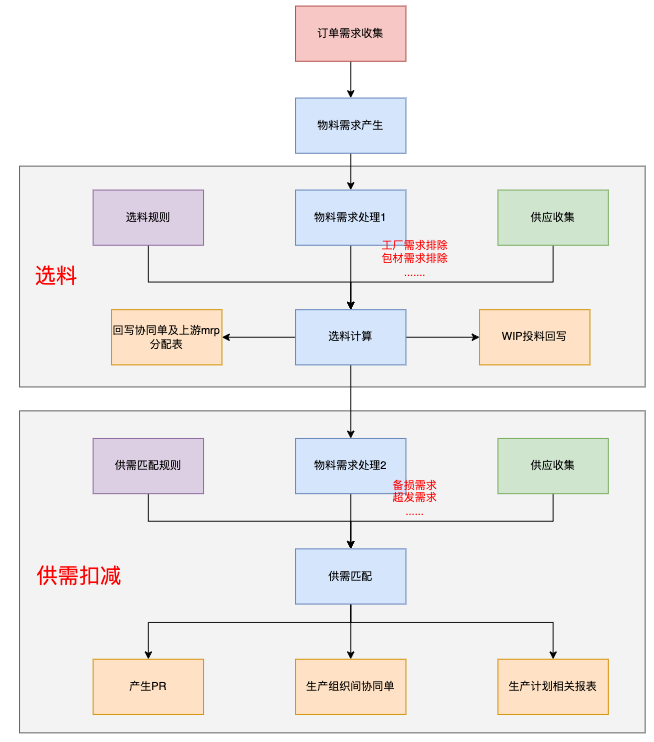 订单需求收集
物料需求产生
选料规则
物料需求处理1
供应收集
工厂需求排除
包材需求排除
.......
选料
回写协同单及上游mrp
分配表
选料计算
WIP投料回写
供需匹配规则
物料需求处理2
供应收集
备损需求
超发需求
......
供需扣减
供需匹配
产生PR
生产组织间协同单
生产计划相关报表